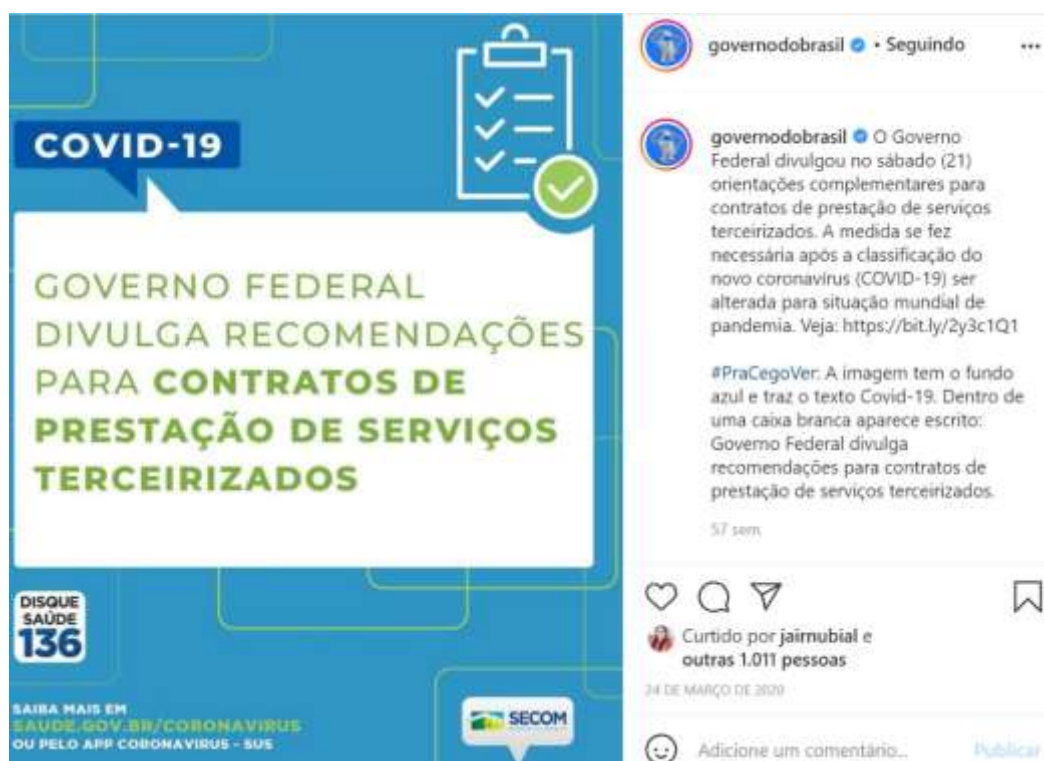 COVID-19
GOVERNO FEDERAL
DIVULGA RECOMENDAÇÕES
PARA CONTRATOS DE
PRESTAÇÃO DE SERVIÇOS
TERCEIRIZADOS
DISQUE
SAÚDE
136
SAIBA MAIS EM
SAUDE.GOV.BR/CORONAVIRUS
OU PELO APP CORONAVIRUS - SUS
SECOM
governodobrasil • Seguindo
governodobrasil O Governo
Federal divulgou no sábado (21)
orientações complementares para
contratos de prestação de serviços
terceirizados. A medida se fez
necessária após a classificação do
novo coronavírus (COVID-19) ser
alterada para situação mundial de
pandemia. Veja: https://bit.ly/2y3c1Q1
#PraCegoVer: A imagem tem o fundo
azul e traz o texto Covid-19. Dentro de
uma caixa branca aparece escrito:
Governo Federal divulga
recomendações para contratos de
prestação de serviços terceirizados.
57 sem
Curtido por jairnubial e
outras 1.011 pessoas
24 DE MARÇO DE 2020
Adicione um comentário... Publicar